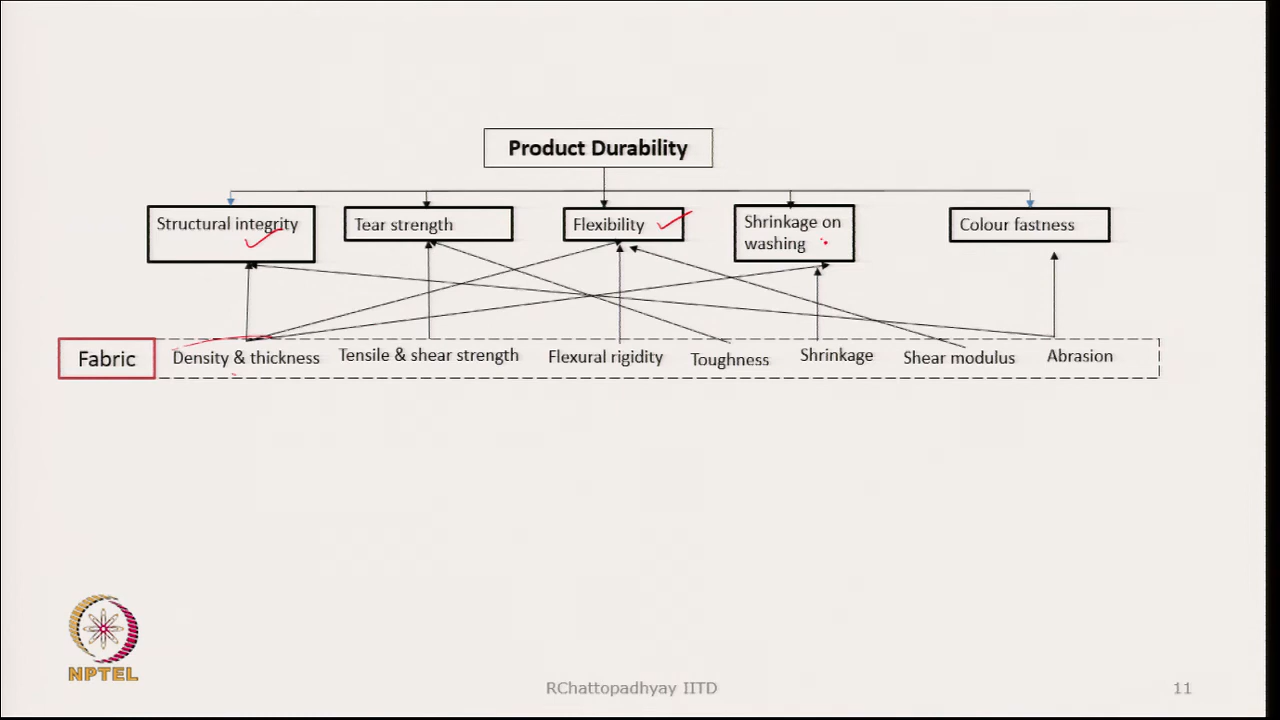 Product Durability
Structural integrity
Tear strength
Flexibility
Shrinkage on
washing
Colour fastness
Fabric
Density & thickness
Tensile & shear strength
Flexural rigidity
Toughness
Shrinkage
Shear modulus
Abrasion
NPTEL
RChattopadhyay IITD
11